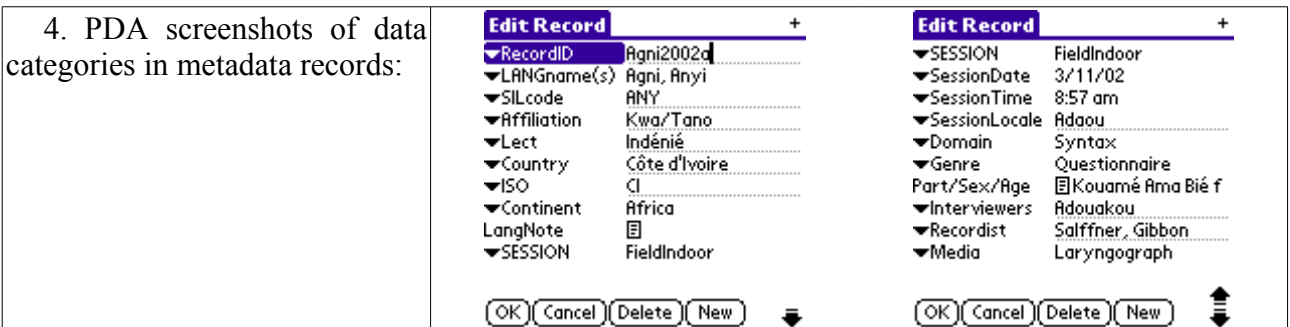 4. PDA screenshots of data
categories in metadata records:
Edit Record +
RecordID Agni2002a
LANGname(s) Agni, Anyi
SILcode ANY
Affiliation Kwa/Tano
Lect Indénié
Country Côte d'Ivoire
ISO CI
Continent Africa
LangNote
SESSION FieldIndoor
OK Cancel Delete New
Edit Record +
SESSION FieldIndoor
SessionDate 3/11/02
SessionTime 8:57 am
SessionLocale Adaou
Domain Syntax
Genre Questionnaire
Part/Sex/Age Kouamé Ama Bié f
Interviewers Adouakou
Recordist Salffner, Gibbon
Media Laryngograph
OK Cancel Delete New